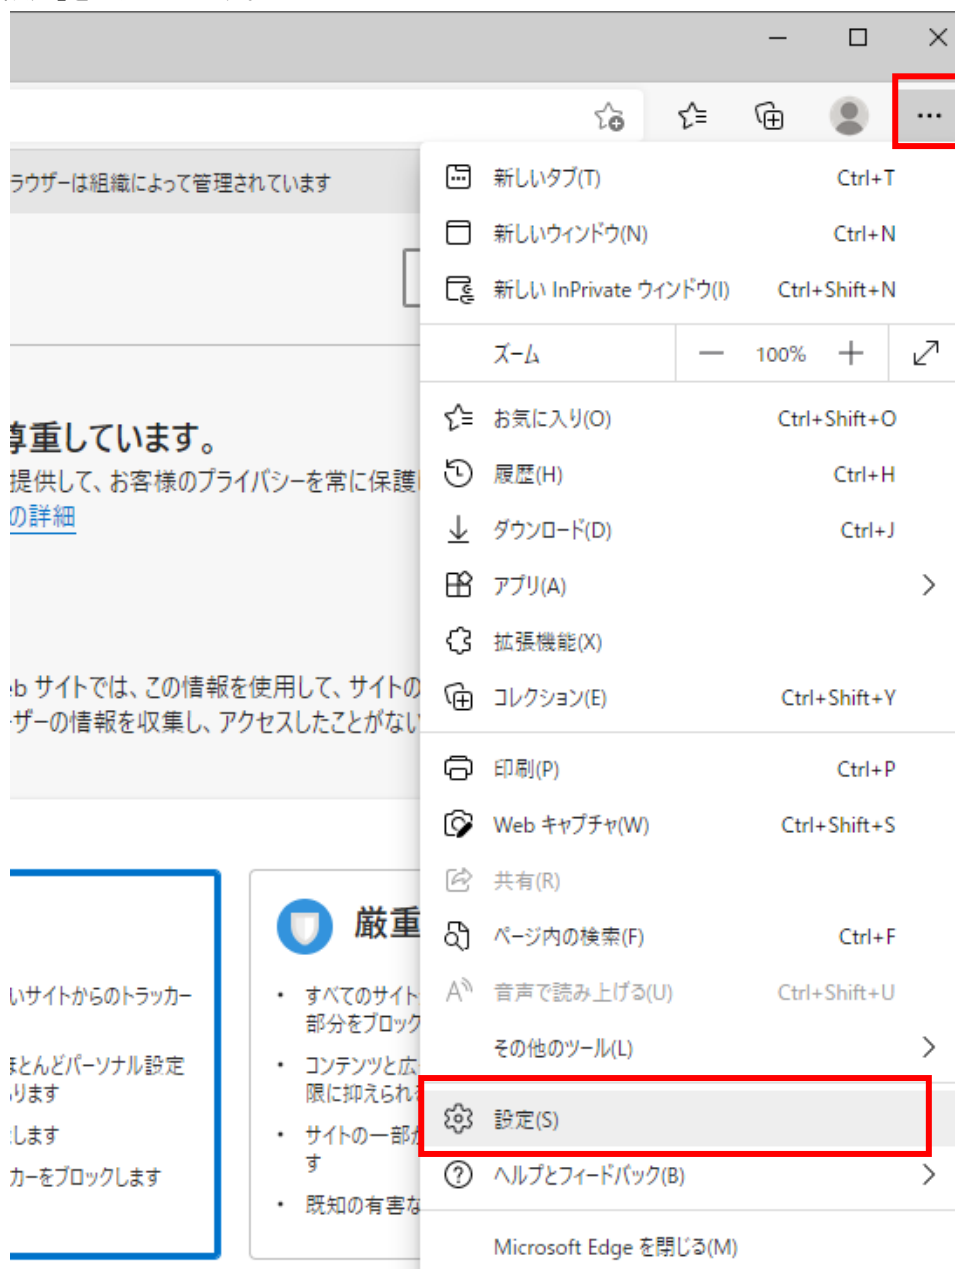 ラウザーは組織によって管理されています
新しいタブ(T) Ctrl+T
新しいウィンドウ(N) Ctrl+N
新しい InPrivate ウィンドウ(I) Ctrl+Shift+N
ズーム 100%
お気に入り(O) Ctrl+Shift+O
履歴(H) Ctrl+H
ダウンロード(D) Ctrl+J
アプリ(A)
拡張機能(X)
コレクション(E) Ctrl+Shift+Y
印刷(P) Ctrl+P
Web キャプチャ(W) Ctrl+Shift+S
共有(R)
ページ内の検索(F) Ctrl+F
音声で読み上げる(U) Ctrl+Shift+U
その他のツール(L)
設定(S)
ヘルプとフィードバック(B)
Microsoft Edge を閉じる(M)
重しています。
提供して、お客様のプライバシーを常に保護
の詳細
b サイトでは、この情報を使用して、サイトの
ザーの情報を収集し、アクセスしたことがない
いサイトからのトラッカー
ほとんどパーソナル設定
ります
します
カーをブロックします
厳重
・ すべてのサイト
部分をブロック
・ コンテンツと広
限に抑えられ
・ サイトの一部
す
・ 既知の有害な